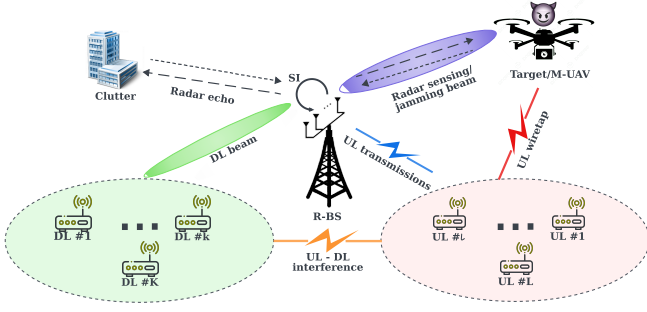 SI
Clutter
Radar echo
Radar sensing/
jamming beam
Target/M-UAV
DL beam
UL transmissions
UL wiretap
R-BS
DL #1
DL #k
DL #K
UL - DL
interference
UL #ι
UL #1
UL #L